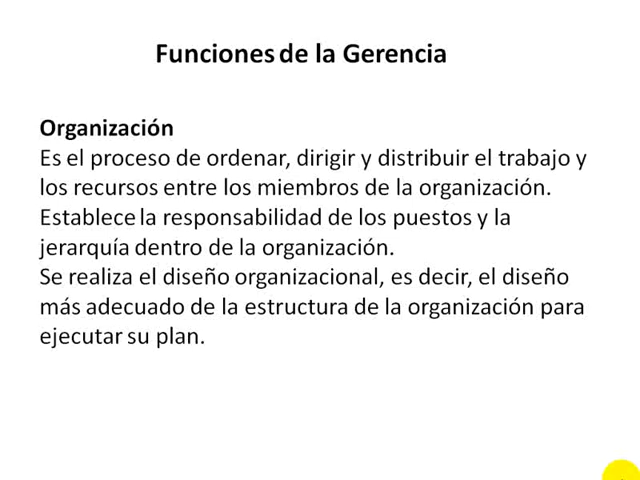 Funciones de la Gerencia
Organización
Es el proceso de ordenar, dirigir y distribuir el trabajo y
los recursos entre los miembros de la organización.
Establece la responsabilidad de los puestos y la
jerarquía dentro de la organización.
Se realiza el diseño organizacional, es decir, el diseño
más adecuado de la estructura de la organización para
ejecutar su plan.